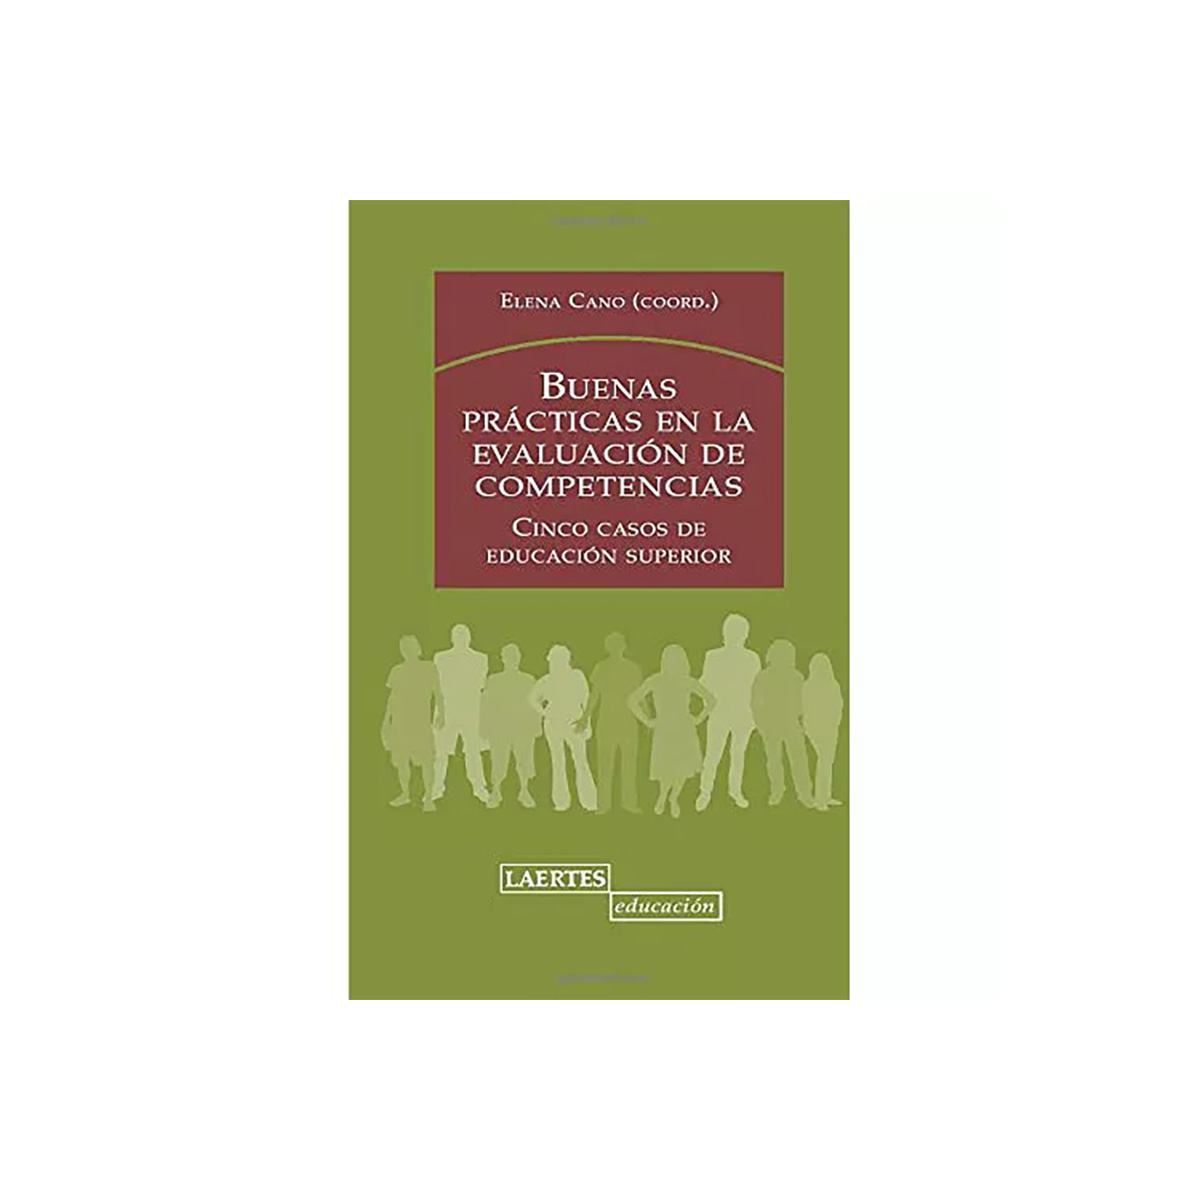 ELENA CANO (COORD.)
BUENAS
PRÁCTICAS EN LA
EVALUACIÓN DE
COMPETENCIAS
CINCO CASOS DE
EDUCACIÓN SUPERIOR
LAERTES
educación